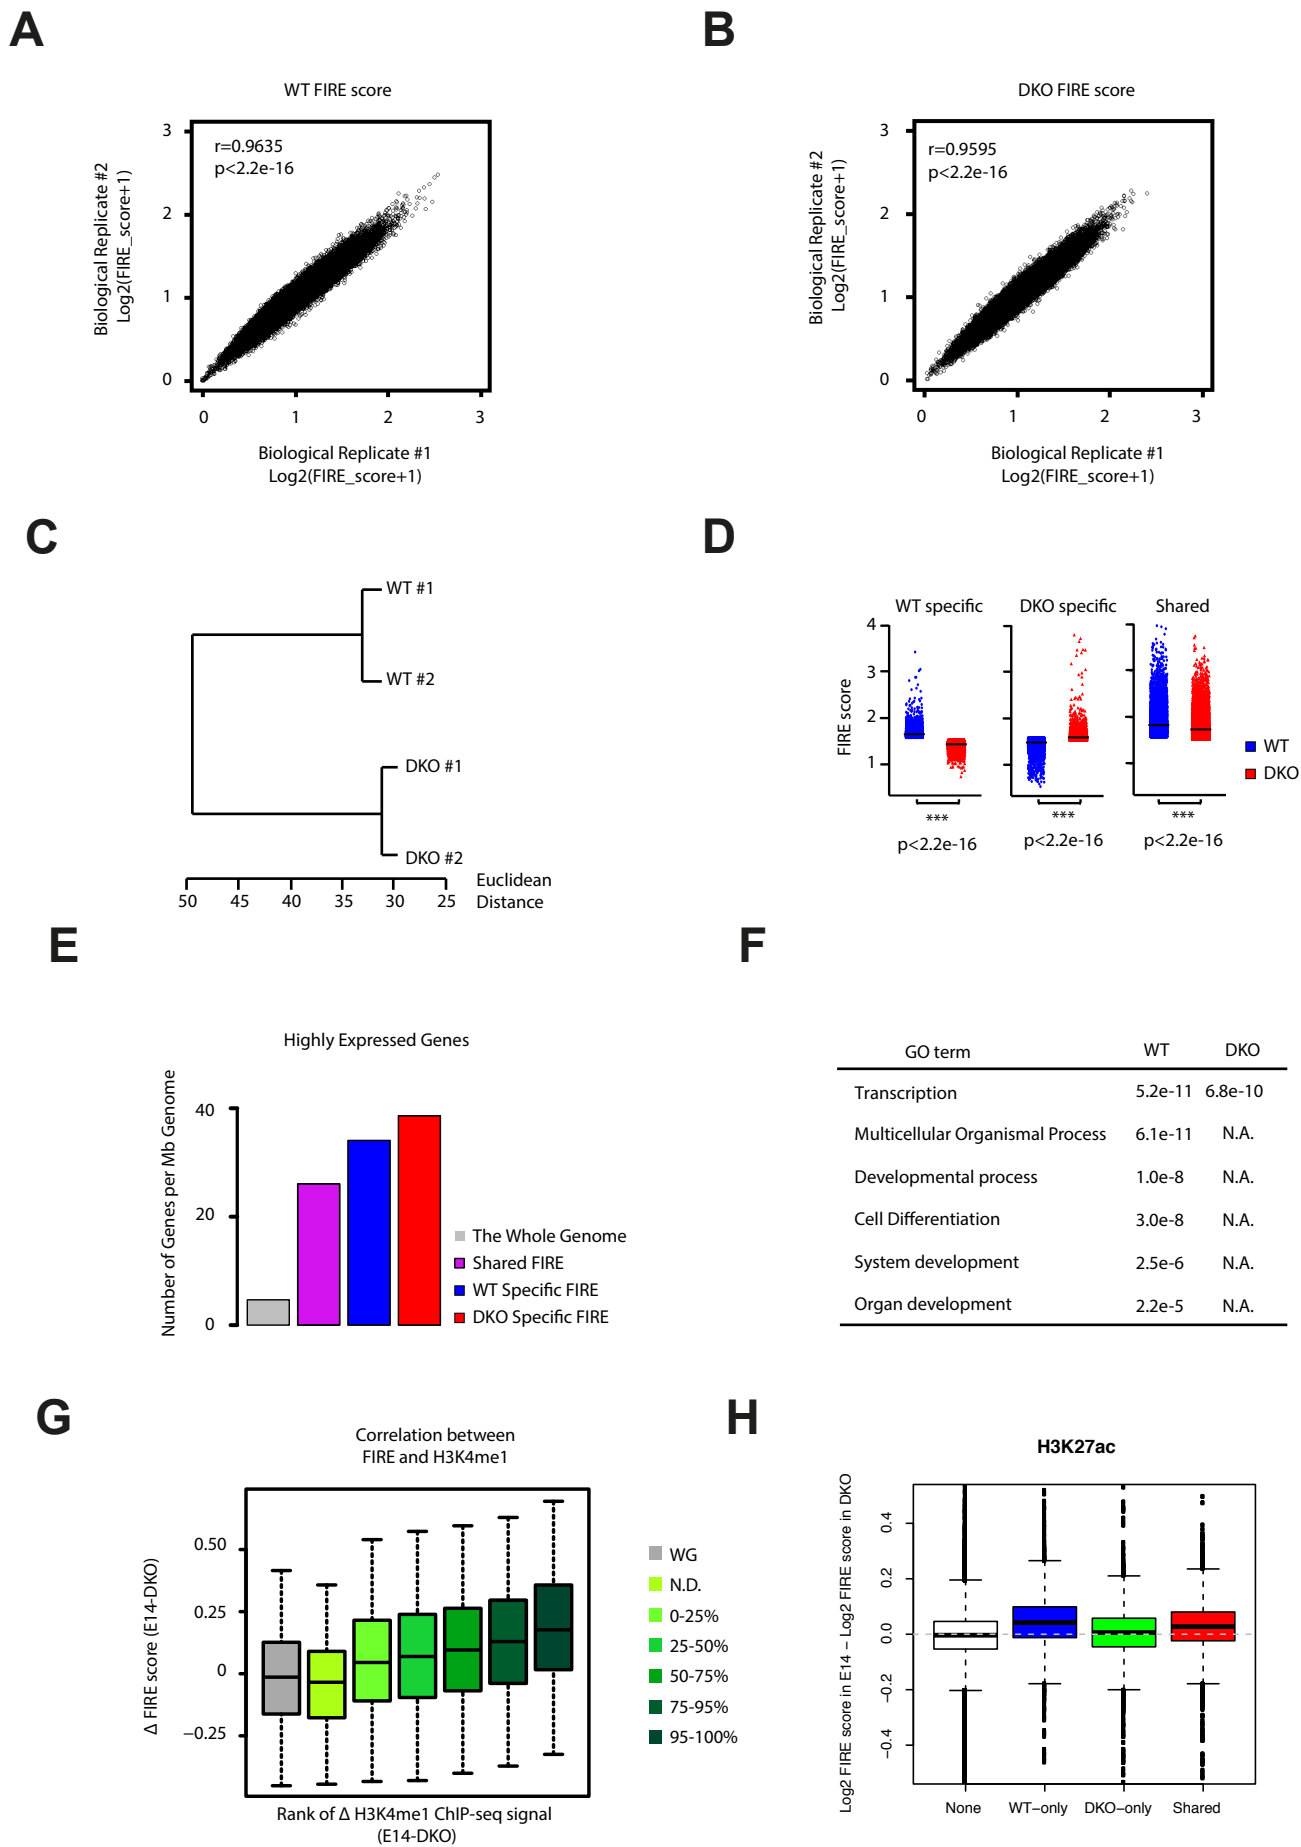 A
WT FIRE score
r=0.9635
p<2.2e-16
Biological Replicate #2
Log2(FIRE_score+1)
3
2
1
0
0 1 2 3
Biological Replicate #1
Log2(FIRE_score+1)
B
DKO FIRE score
r=0.9595
p<2.2e-16
Biological Replicate #2
Log2(FIRE_score+1)
3
2
1
0
0 1 2 3
Biological Replicate #1
Log2(FIRE_score+1)
C
WT #1
WT #2
DKO #1
DKO #2
50 45 40 35 30 25
Euclidean
Distance
D
WT specific DKO specific Shared
FIRE score
4
3
2
1
WT
DKO
*** *** ***
p<2.2e-16 p<2.2e-16 p<2.2e-16
E
Highly Expressed Genes
Number of Genes per Mb Genome
40
20
0
The Whole Genome
Shared FIRE
WT Specific FIRE
DKO Specific FIRE
F
GO term WT DKO
Transcription 5.2e-11 6.8e-10
Multicellular Organismal Process 6.1e-11 N.A.
Developmental process 1.0e-8 N.A.
Cell Differentiation 3.0e-8 N.A.
System development 2.5e-6 N.A.
Organ development 2.2e-5 N.A.
G
Correlation between
FIRE and H3K4me1
Δ FIRE score (E14-DKO)
0.50
0.25
0
−0.25
Rank of Δ H3K4me1 ChIP-seq signal
(E14-DKO)
WG
N.D.
0-25%
25-50%
50-75%
75-95%
95-100%
H
H3K27ac
Log2 FIRE score in E14 − Log2 FIRE score in DKO
0.4
0.2
0.0
−0.2
−0.4
None WT−only DKO−only Shared